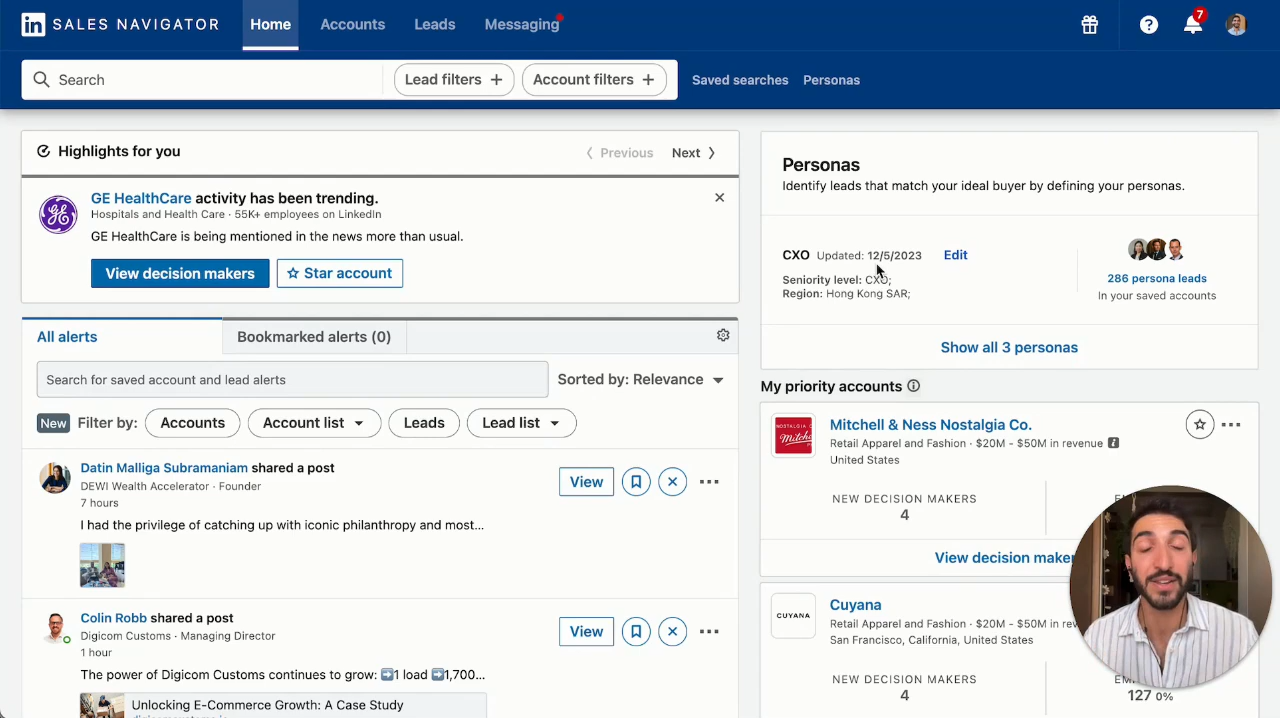 in SALES NAVIGATOR
Home
Accounts
Leads
Messaging
7
Search
Lead filters +
Account filters +
Saved searches
Personas
Highlights for you
Previous
Next
GE HealthCare activity has been trending.
Hospitals and Health Care · 55K+ employees on LinkedIn
GE HealthCare is being mentioned in the news more than usual.
View decision makers
Star account
All alerts
Bookmarked alerts (0)
Search for saved account and lead alerts
Sorted by: Relevance
New Filter by:
Accounts
Account list
Leads
Lead list
Datin Malliga Subramaniam shared a post
DEWI Wealth Accelerator · Founder
7 hours
I had the privilege of catching up with iconic philanthropy and most...
View
Colin Robb shared a post
Digicom Customs · Managing Director
1 hour
The power of Digicom Customs continues to grow: ➡️1 load ➡️1,700...
View
Unlocking E-Commerce Growth: A Case Study
Personas
Identify leads that match your ideal buyer by defining your personas.
CXO Updated: 12/5/2023 Edit
Seniority level: CXO;
Region: Hong Kong SAR;
286 persona leads
In your saved accounts
Show all 3 personas
My priority accounts
NOSTALGIA CO.
Mitchell & Ness Nostalgia Co.
Retail Apparel and Fashion · $20M - $50M in revenue
United States
NEW DECISION MAKERS
4
View decision maker
CUYANA
Cuyana
Retail Apparel and Fashion · $20M - $50M in rev
San Francisco, California, United States
NEW DECISION MAKERS
4
127 0%